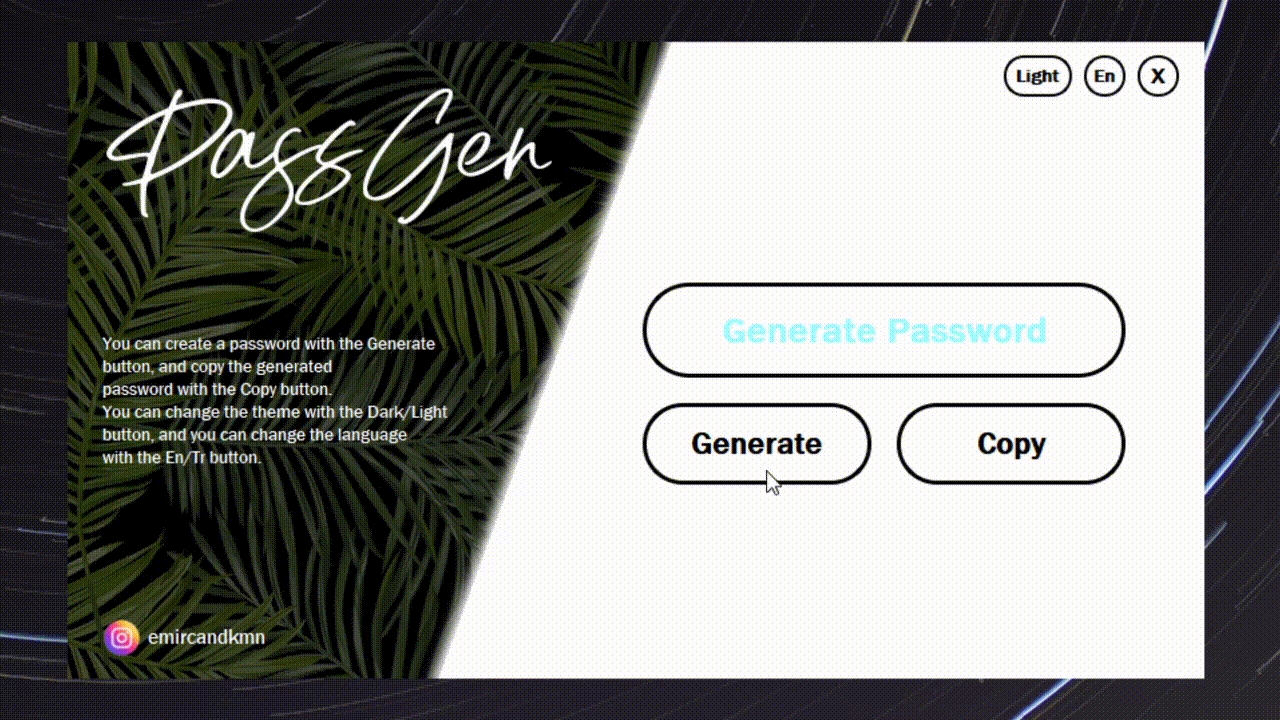 PassGen
Light
En
X
Generate Password
Generate
Copy
You can create a password with the Generate
button, and copy the generated
password with the Copy button.
You can change the theme with the Dark/Light
button, and you can change the language
with the En/Tr button.
emircandkmn